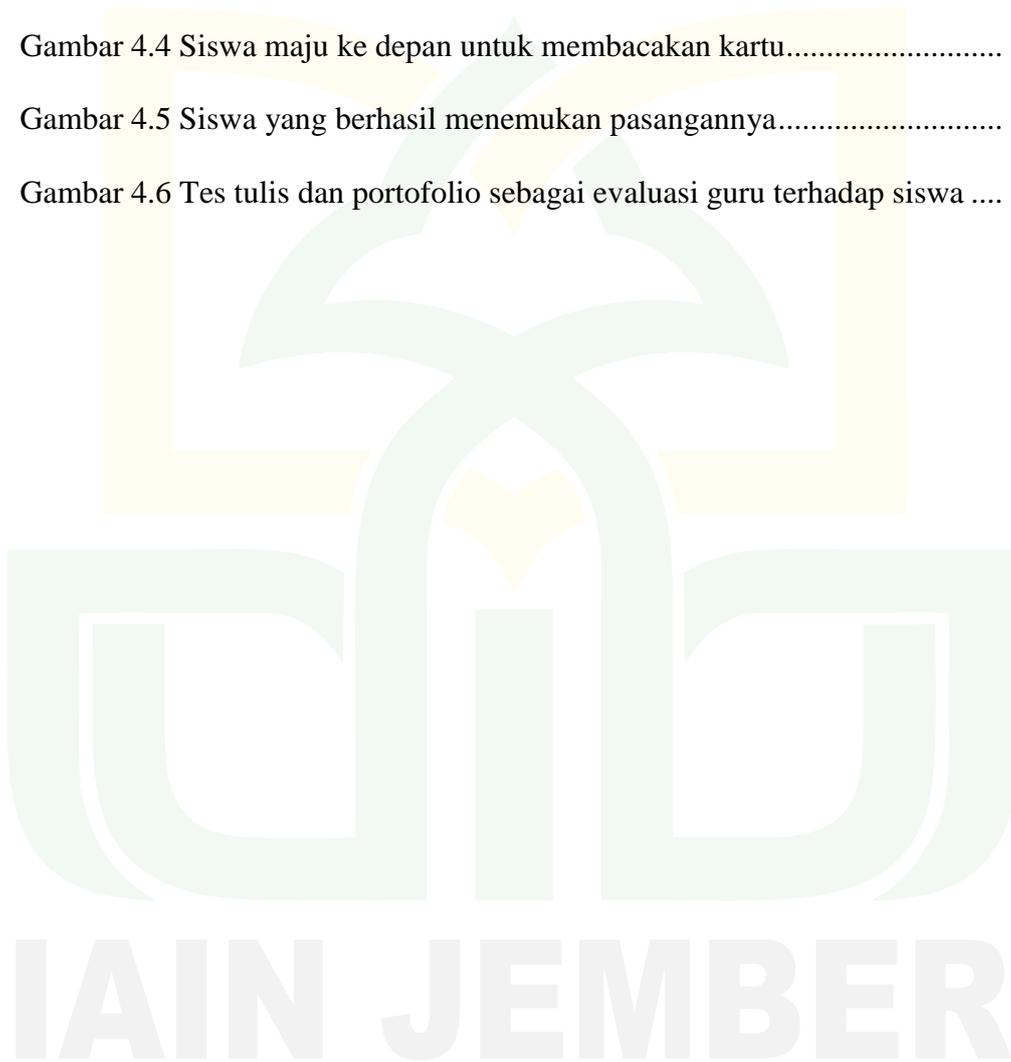 Gambar 4.4 Siswa maju ke depan untuk membacakan kartu...........................
Gambar 4.5 Siswa yang berhasil menemukan pasangannya............................
Gambar 4.6 Tes tulis dan portofolio sebagai evaluasi guru terhadap siswa ....
IAIN JEMBER